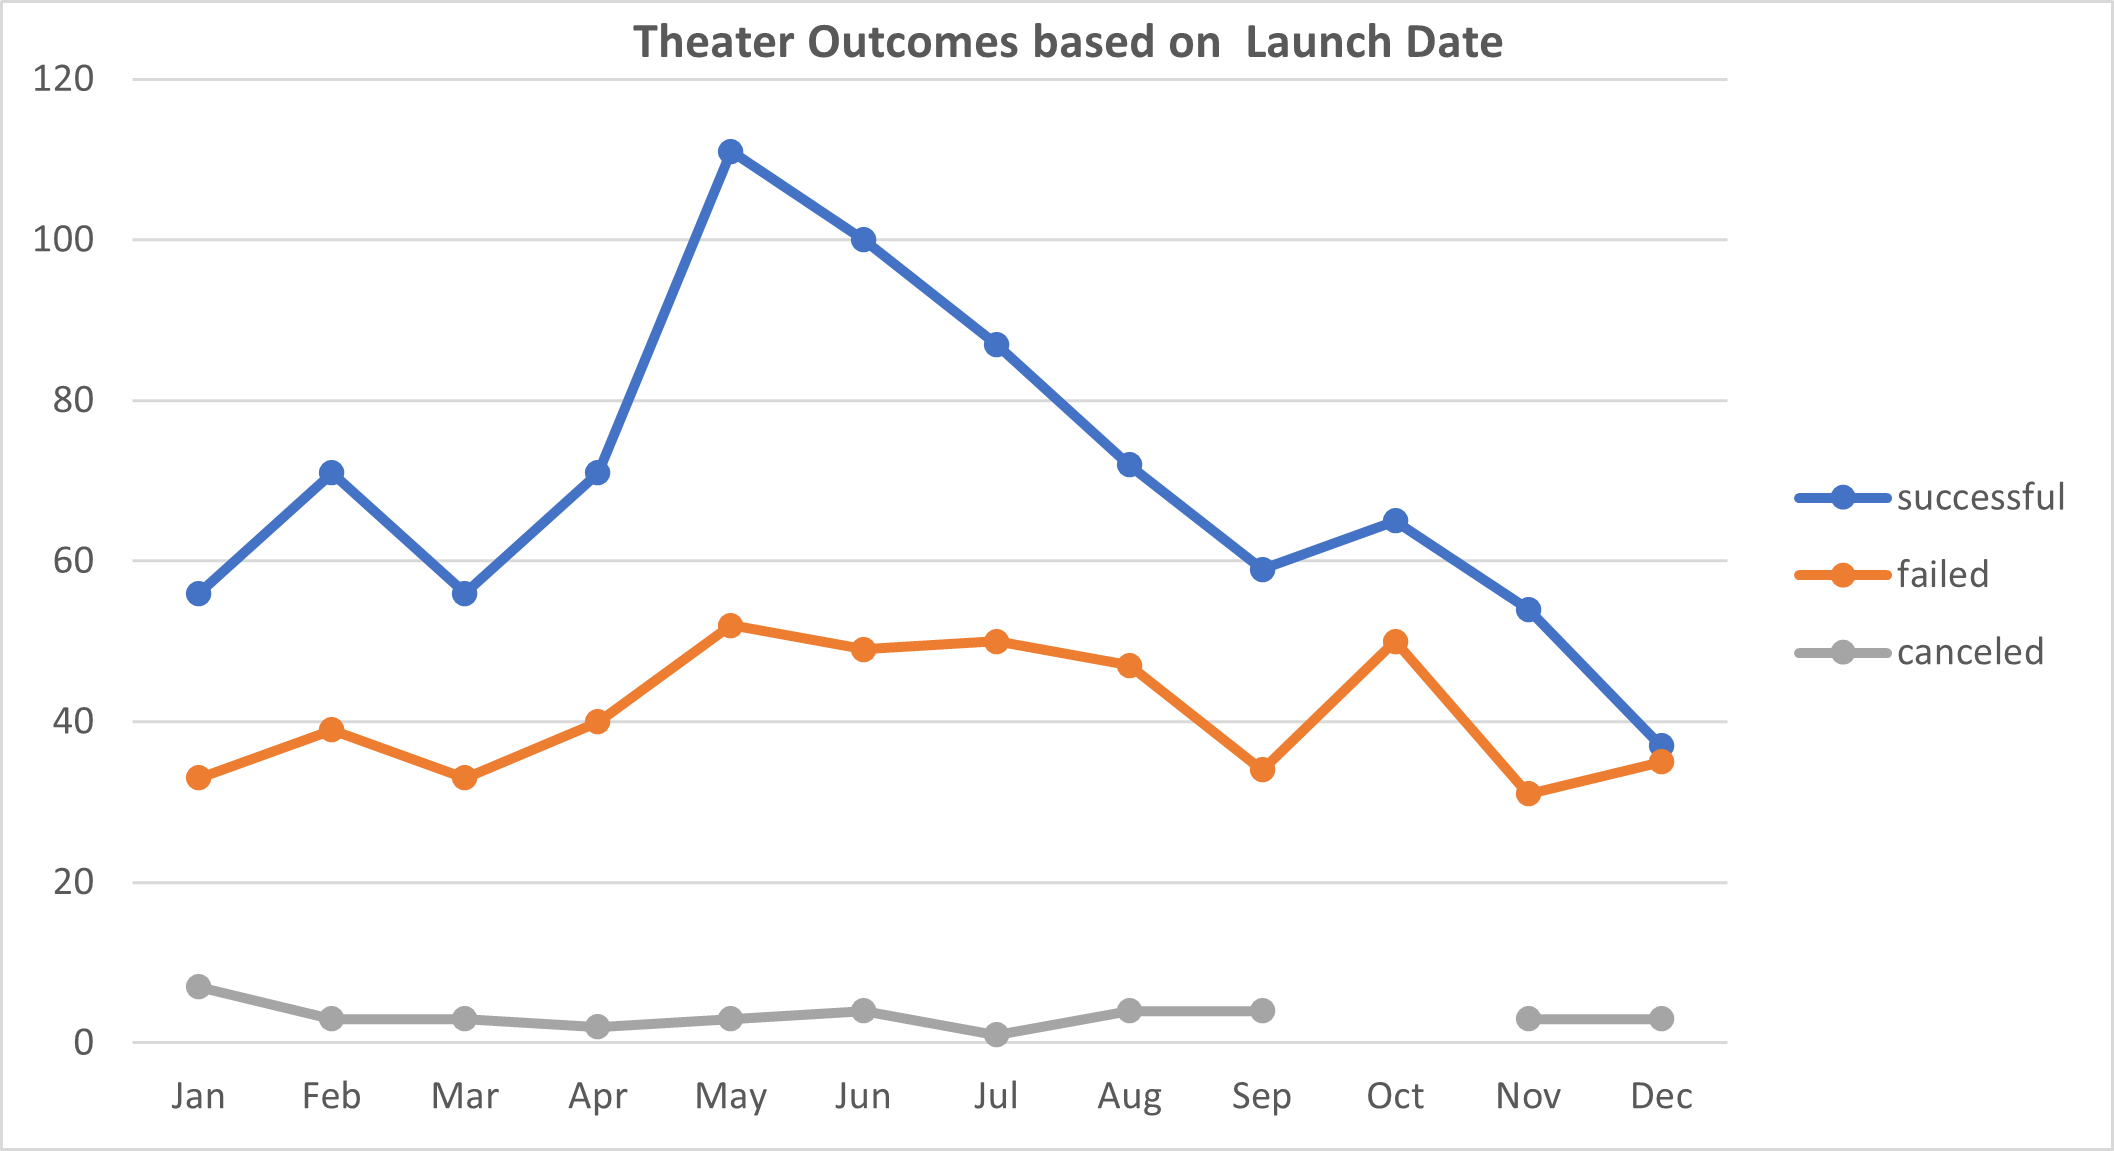 Theater Outcomes based on  Launch Date
120
100
80
60
40
20
0
Jan Feb Mar Apr May Jun Jul Aug Sep Oct Nov Dec
successful
failed
canceled